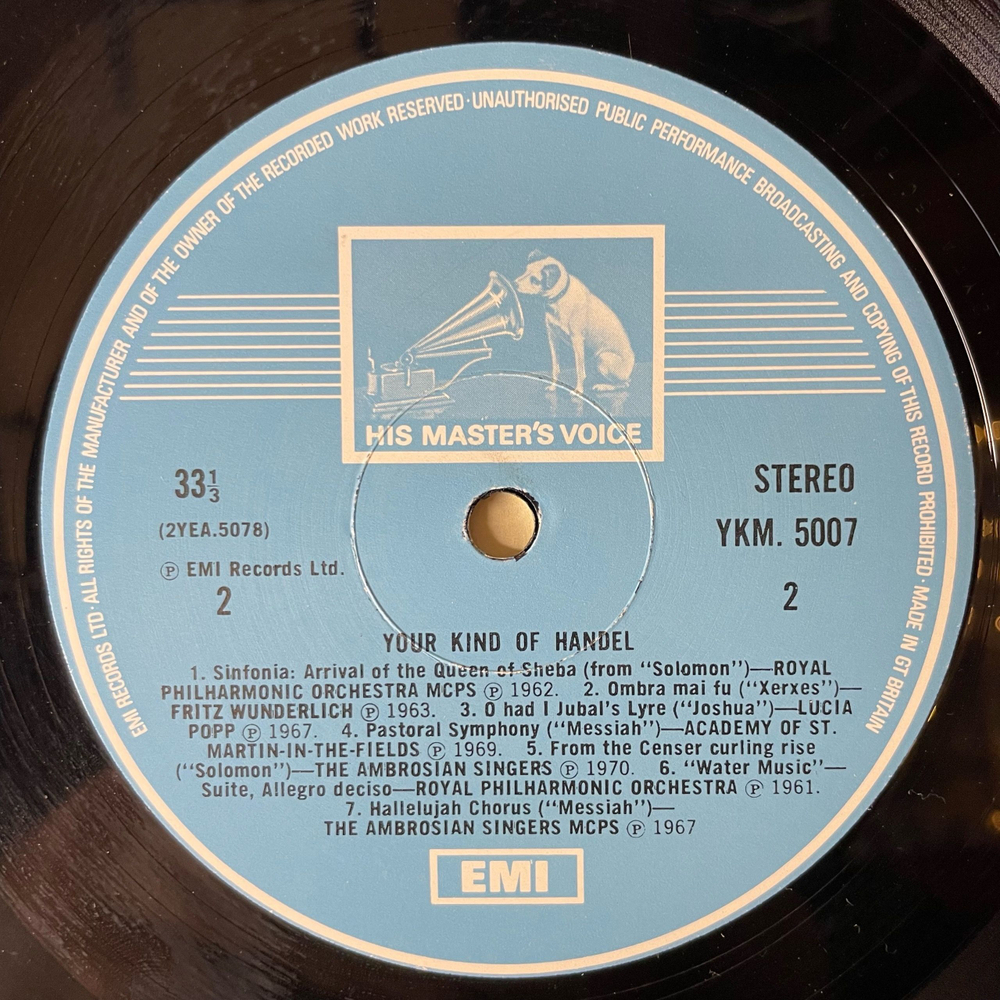 EMI RECORDS LTD · ALL RIGHTS OF THE MANUFACTURER AND OF THE OWNER OF THE RECORDED WORK RESERVED · UNAUTHORISED PUBLIC PERFORMANCE BROADCASTING AND COPYING OF THIS RECORD PROHIBITED · MADE IN GT BRITAIN
HIS MASTER'S VOICE
33⅓
STEREO
(2YEA.5078)
YKM. 5007
℗ EMI Records Ltd.
2
2
YOUR KIND OF HANDEL
1. Sinfonia: Arrival of the Queen of Sheba (from “Solomon”)—ROYAL
PHILHARMONIC ORCHESTRA MCPS ℗ 1962. 2. Ombra mai fu (“Xerxes”)—
FRITZ WUNDERLICH ℗ 1963. 3. O had I Jubal's Lyre (“Joshua”)—LUCIA
POPP ℗ 1967. 4. Pastoral Symphony (“Messiah”)—ACADEMY OF ST.
MARTIN-IN-THE-FIELDS ℗ 1969. 5. From the Censer curling rise
(“Solomon”)—THE AMBROSIAN SINGERS ℗ 1970. 6. “Water Music”—
Suite, Allegro deciso—ROYAL PHILHARMONIC ORCHESTRA ℗ 1961.
7. Hallelujah Chorus (“Messiah”)—
THE AMBROSIAN SINGERS MCPS ℗ 1967
EMI